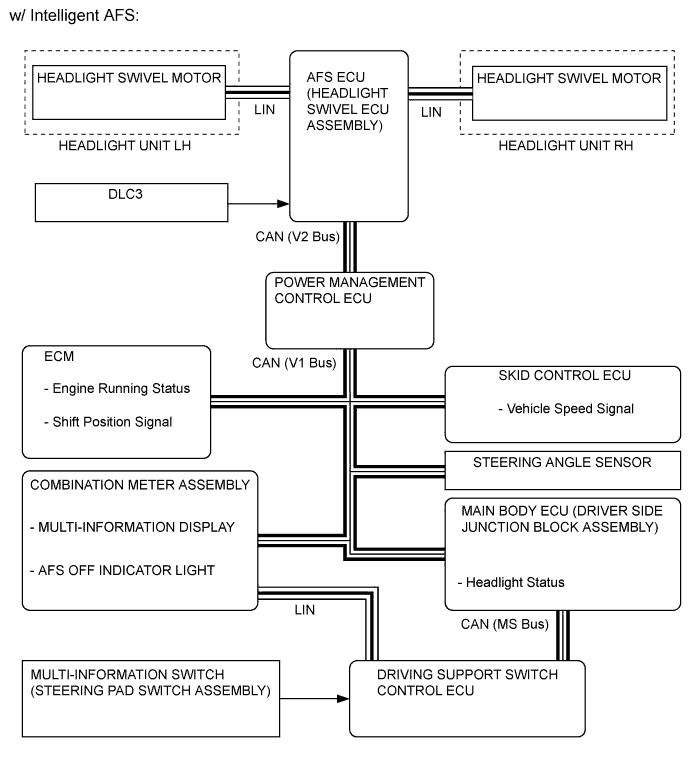 w/ Intelligent AFS:
HEADLIGHT SWIVEL MOTOR
HEADLIGHT UNIT LH
LIN
AFS ECU
(HEADLIGHT
SWIVEL ECU
ASSEMBLY)
LIN
HEADLIGHT SWIVEL MOTOR
HEADLIGHT UNIT RH
DLC3
CAN (V2 Bus)
POWER MANAGEMENT
CONTROL ECU
CAN (V1 Bus)
ECM
- Engine Running Status
- Shift Position Signal
SKID CONTROL ECU
- Vehicle Speed Signal
STEERING ANGLE SENSOR
COMBINATION METER ASSEMBLY
- MULTI-INFORMATION DISPLAY
- AFS OFF INDICATOR LIGHT
MAIN BODY ECU (DRIVER SIDE
JUNCTION BLOCK ASSEMBLY)
- Headlight Status
LIN
CAN (MS Bus)
MULTI-INFORMATION SWITCH
(STEERING PAD SWITCH ASSEMBLY)
DRIVING SUPPORT SWITCH
CONTROL ECU